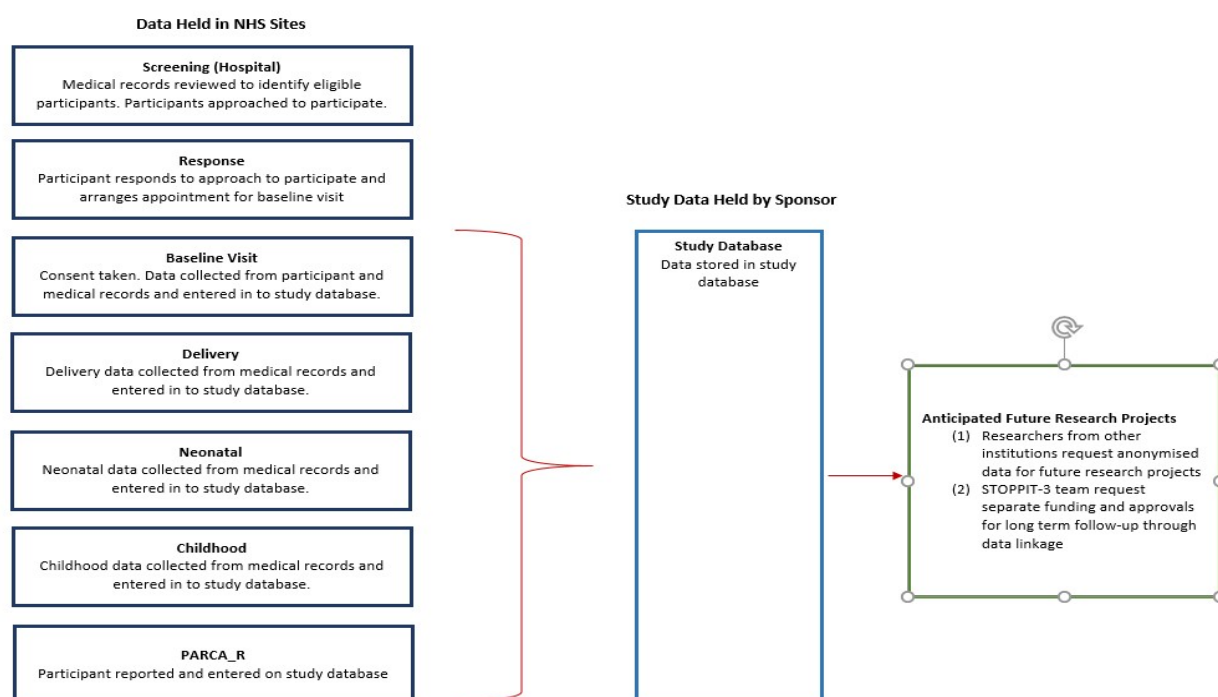 Data Held in NHS Sites
Screening (Hospital)
Medical records reviewed to identify eligible
participants. Participants approached to participate.
Response
Participant responds to approach to participate and
arranges appointment for baseline visit
Baseline Visit
Consent taken. Data collected from participant and
medical records and entered in to study database.
Delivery
Delivery data collected from medical records and
entered in to study database.
Neonatal
Neonatal data collected from medical records and
entered in to study database.
Childhood
Childhood data collected from medical records and
entered in to study database.
PARCA_R
Participant reported and entered on study database
Study Data Held by Sponsor
Study Database
Data stored in study
database
Anticipated Future Research Projects
(1) Researchers from other
institutions request anonymised
data for future research projects
(2) STOPPIT-3 team request
separate funding and approvals
for long term follow-up through
data linkage